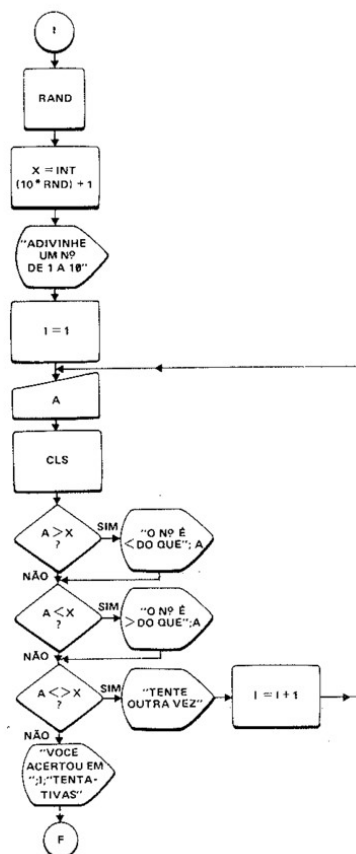 I
RAND
X = INT
(10* RND) + 1
"ADIVINHE
UM Nº
DE 1 A 10"
I = 1
A
CLS
A > X
?
SIM
"O Nº É
< DO QUE"; A
NÃO
A < X
?
SIM
"O Nº É
> DO QUE";A
NÃO
A <> X
?
SIM
"TENTE
OUTRA VEZ"
I = I + 1
NÃO
"VOCE
ACERTOU EM
";I;"TENTA-
TIVAS"
F